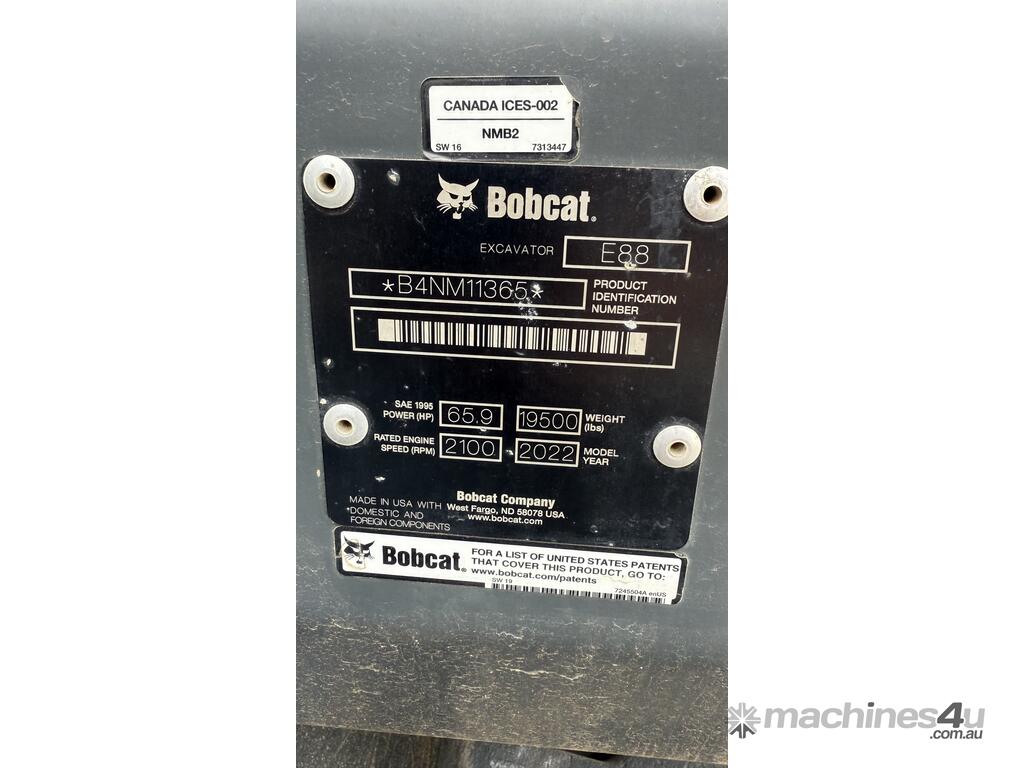 CANADA ICES-002
NMB2
SW 16 7313447
Bobcat.
EXCAVATOR E88
*B4NM11365*
PRODUCT
IDENTIFICATION
NUMBER
SAE 1995
POWER (HP) 65.9 19500 WEIGHT
(lbs)
RATED ENGINE
SPEED (RPM) 2100 2022 MODEL
YEAR
MADE IN USA WITH
*DOMESTIC AND
FOREIGN COMPONENTS
Bobcat Company
West Fargo, ND 58078 USA
www.bobcat.com
Bobcat.
FOR A LIST OF UNITED STATES PATENTS
THAT COVER THIS PRODUCT, GO TO:
www.bobcat.com/patents
SW 19 7245504A enUS
machines4u
.com.au